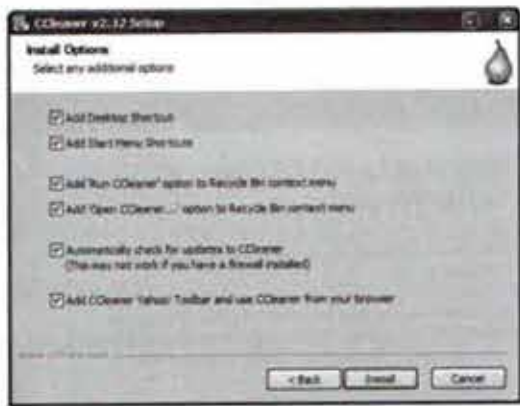 CCleaner v2.12 Setup
Install Options
Select any additional options
Add Desktop Shortcut
Add Start Menu Shortcuts
Add 'Run CCleaner' option to Recycle Bin context menu
Add 'Open CCleaner...' option to Recycle Bin context menu
Automatically check for updates to CCleaner
(This may not work if you have a firewall installed)
Add CCleaner Yahoo! Toolbar and use CCleaner from your browser
< Back
Install
Cancel